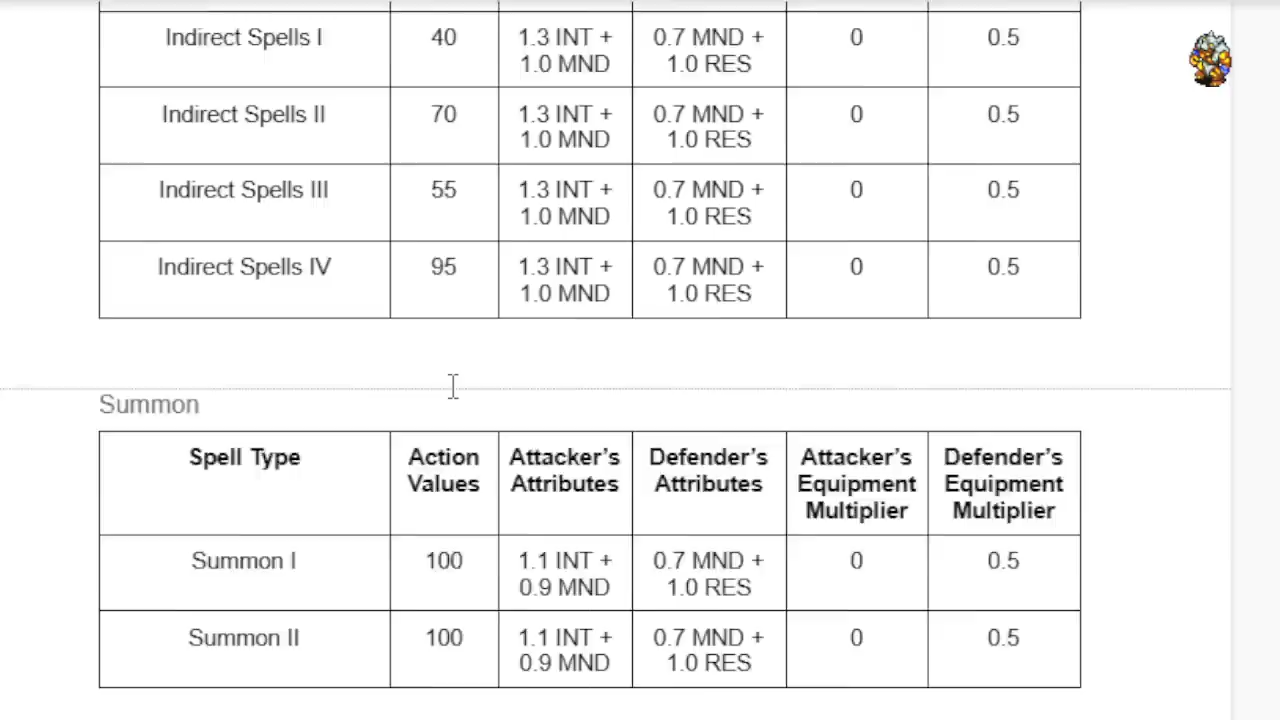 Indirect Spells I 40 1.3 INT + 0.7 MND + 0 0.5
1.0 MND 1.0 RES
Indirect Spells II 70 1.3 INT + 0.7 MND + 0 0.5
1.0 MND 1.0 RES
Indirect Spells III 55 1.3 INT + 0.7 MND + 0 0.5
1.0 MND 1.0 RES
Indirect Spells IV 95 1.3 INT + 0.7 MND + 0 0.5
1.0 MND 1.0 RES
Summon
Spell Type Action Attacker’s Defender’s Attacker’s Defender’s
Values Attributes Attributes Equipment Equipment
Multiplier Multiplier
Summon I 100 1.1 INT + 0.7 MND + 0 0.5
0.9 MND 1.0 RES
Summon II 100 1.1 INT + 0.7 MND + 0 0.5
0.9 MND 1.0 RES